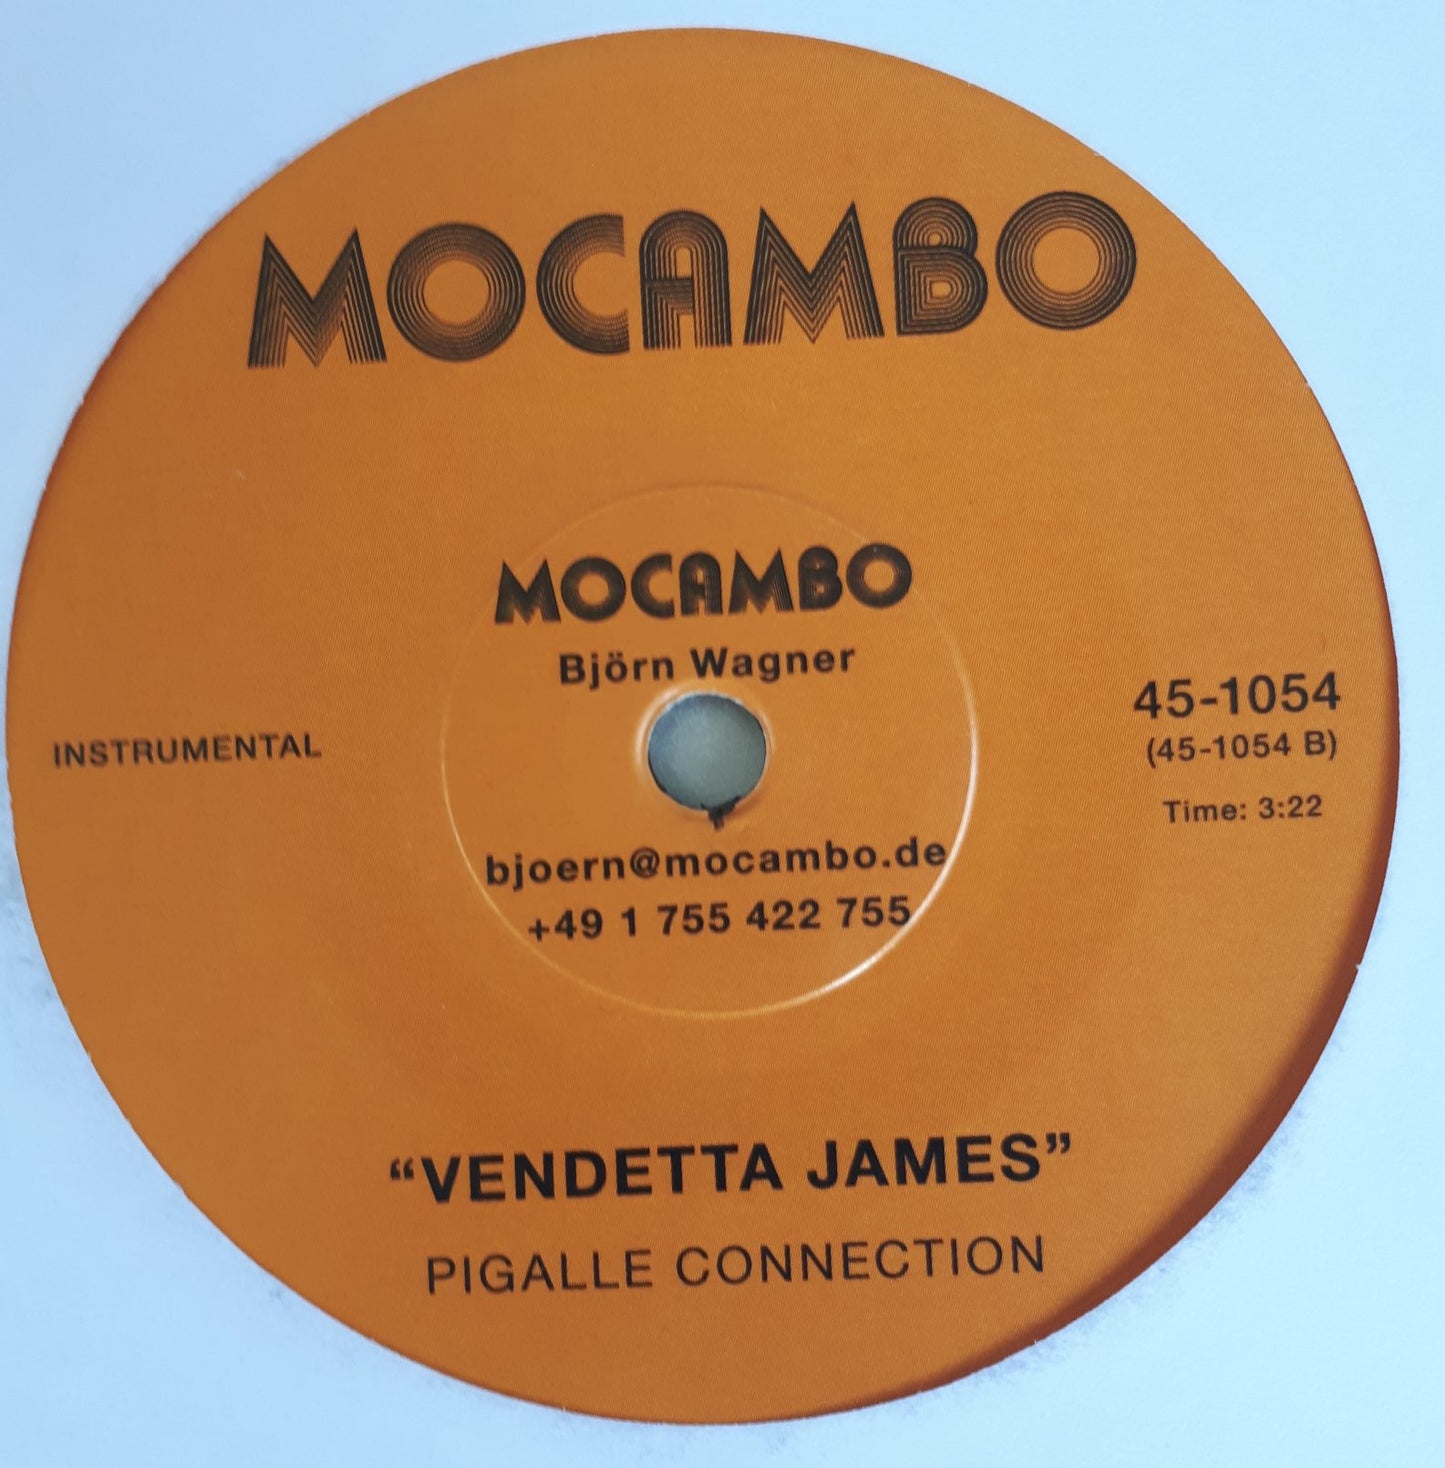 MOCAMBO
MOCAMBO
Björn Wagner
INSTRUMENTAL
45-1054
(45-1054 B)
Time: 3:22
bjoern@mocambo.de
+49 1 755 422 755
“VENDETTA JAMES”
PIGALLE CONNECTION